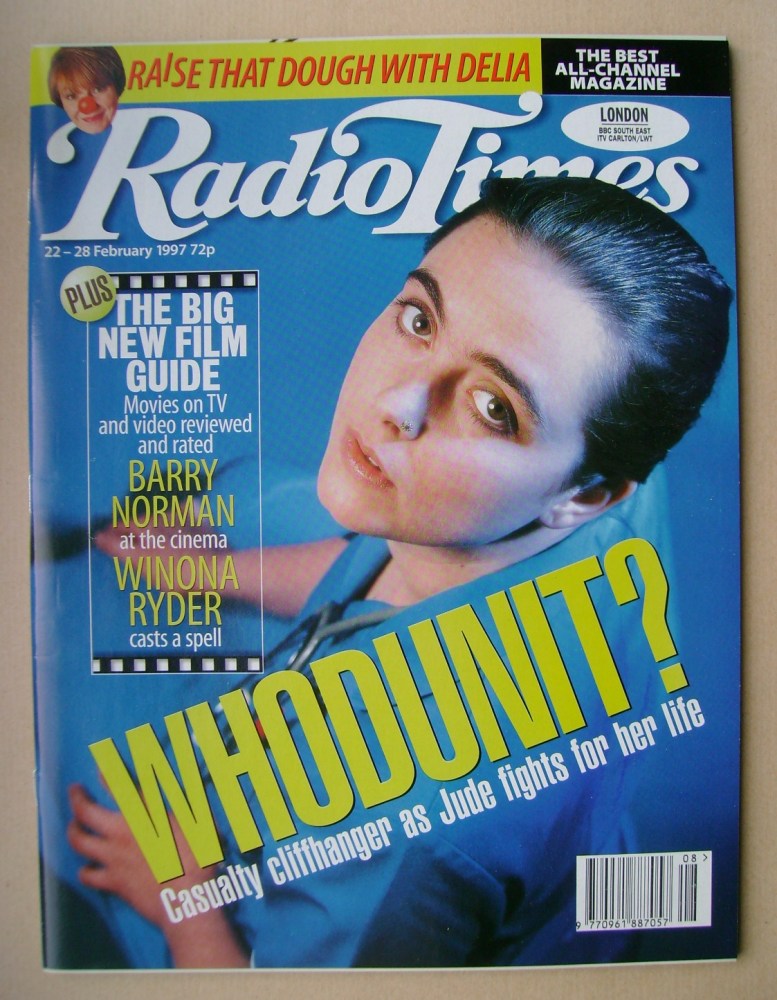 RAISE THAT DOUGH WITH DELIA
THE BEST
ALL-CHANNEL
MAGAZINE
RadioTimes
LONDON
BBC SOUTH EAST
ITV CARLTON/LWT
22 – 28 February 1997 72p
PLUS
THE BIG
NEW FILM
GUIDE
Movies on TV
and video reviewed
and rated
BARRY
NORMAN
at the cinema
WINONA
RYDER
casts a spell
WHODUNIT?
Casualty cliffhanger as Jude fights for her life
08 >
9 770961 887057